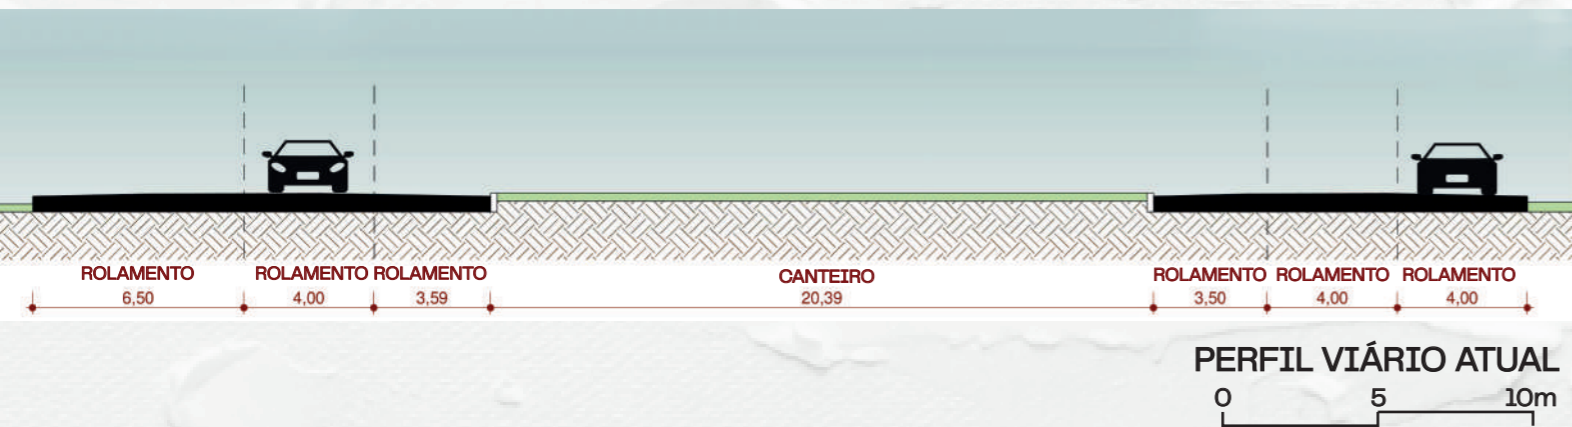 ROLAMENTO ROLAMENTO ROLAMENTO CANTEIRO ROLAMENTO ROLAMENTO ROLAMENTO
6,50 4,00 3,59 20,39 3,50 4,00 4,00
PERFIL VIÁRIO ATUAL
0 5 10m